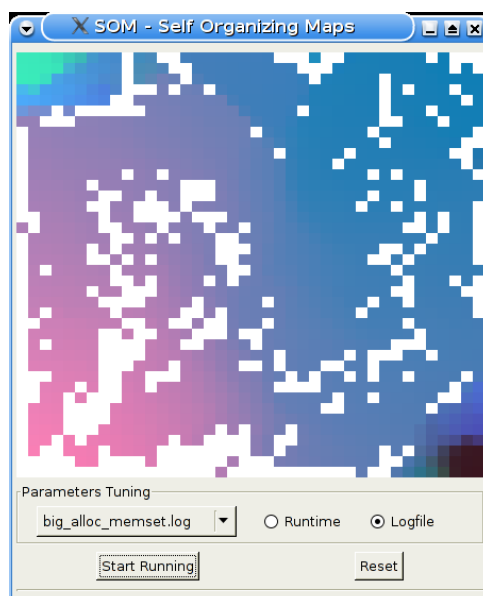 SOM - Self Organizing Maps
Parameters Tuning
big_alloc_memset.log Runtime Logfile
Start Running Reset